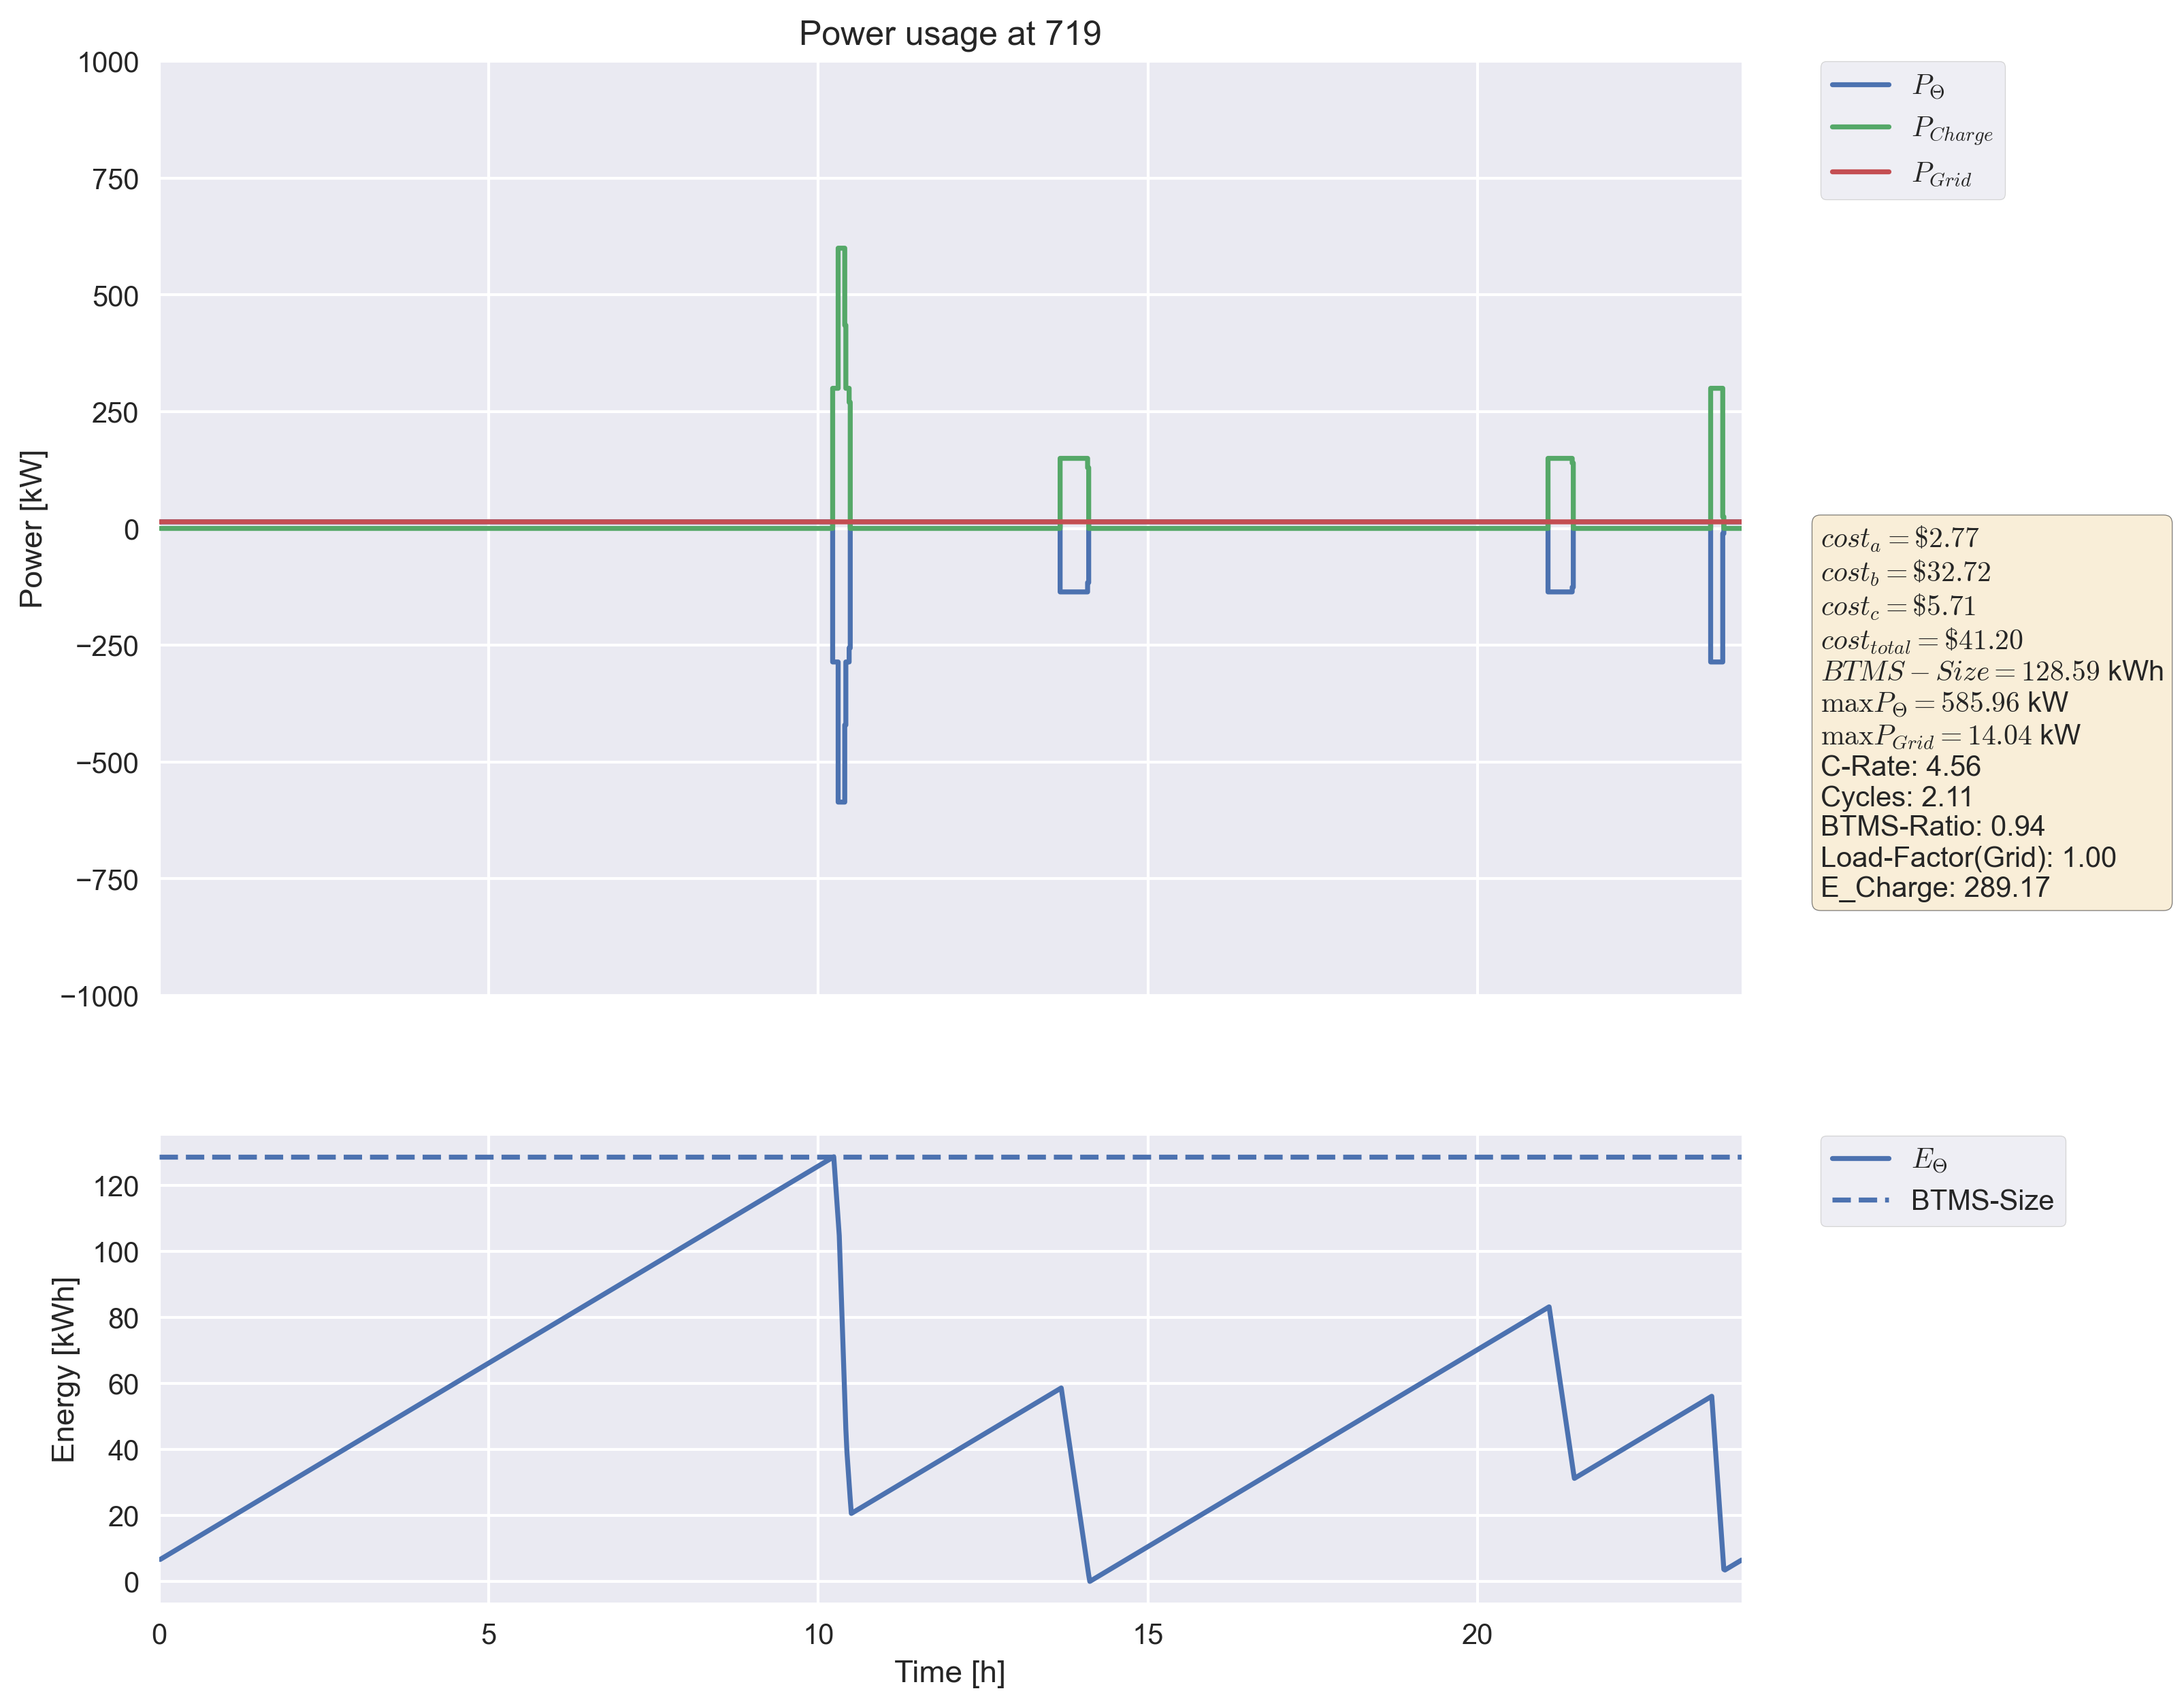 Power usage at 719
1000
750
500
250
0
−250
−500
−750
−1000
Power [kW]
P_Θ
P_Charge
P_Grid
cost_a = $2.77
cost_b = $32.72
cost_c = $5.71
cost_total = $41.20
BTMS − Size = 128.59 kWh
maxP_Θ = 585.96 kW
maxP_Grid = 14.04 kW
C-Rate: 4.56
Cycles: 2.11
BTMS-Ratio: 0.94
Load-Factor(Grid): 1.00
E_Charge: 289.17
120
100
80
60
40
20
0
Energy [kWh]
E_Θ
BTMS-Size
0 5 10 15 20
Time [h]